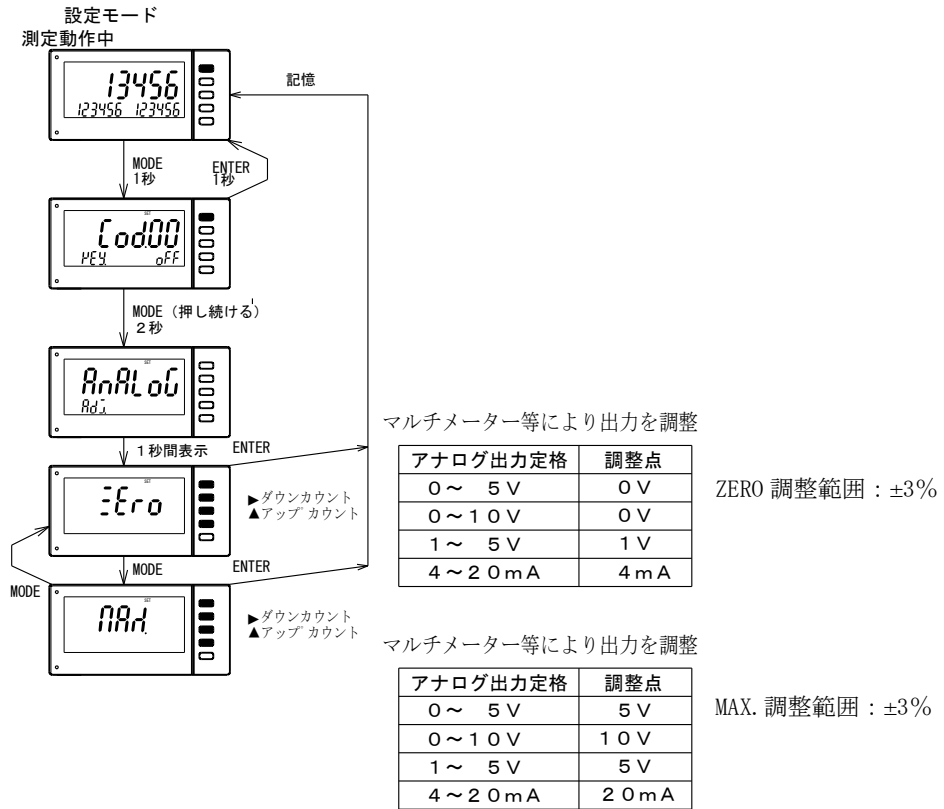 設定モード
測定動作中
13456
123456 123456
記憶
MODE
1秒
ENTER
1秒
SET
Cod.00
KEY. oFF
MODE (押し続ける)
2秒
SET
AnALoG
Adj.
1秒間表示 ENTER
SET
ZEro
▶ダウンカウント
▲アップカウント
MODE
MODE ENTER
SET
MAX.
▶ダウンカウント
▲アップカウント
マルチメーター等により出力を調整
アナログ出力定格 調整点
0～ 5V 0V
0～10V 0V
1～ 5V 1V
4～20mA 4mA
ZERO 調整範囲：±3%
マルチメーター等により出力を調整
アナログ出力定格 調整点
0～ 5V 5V
0～10V 10V
1～ 5V 5V
4～20mA 20mA
MAX. 調整範囲：±3%